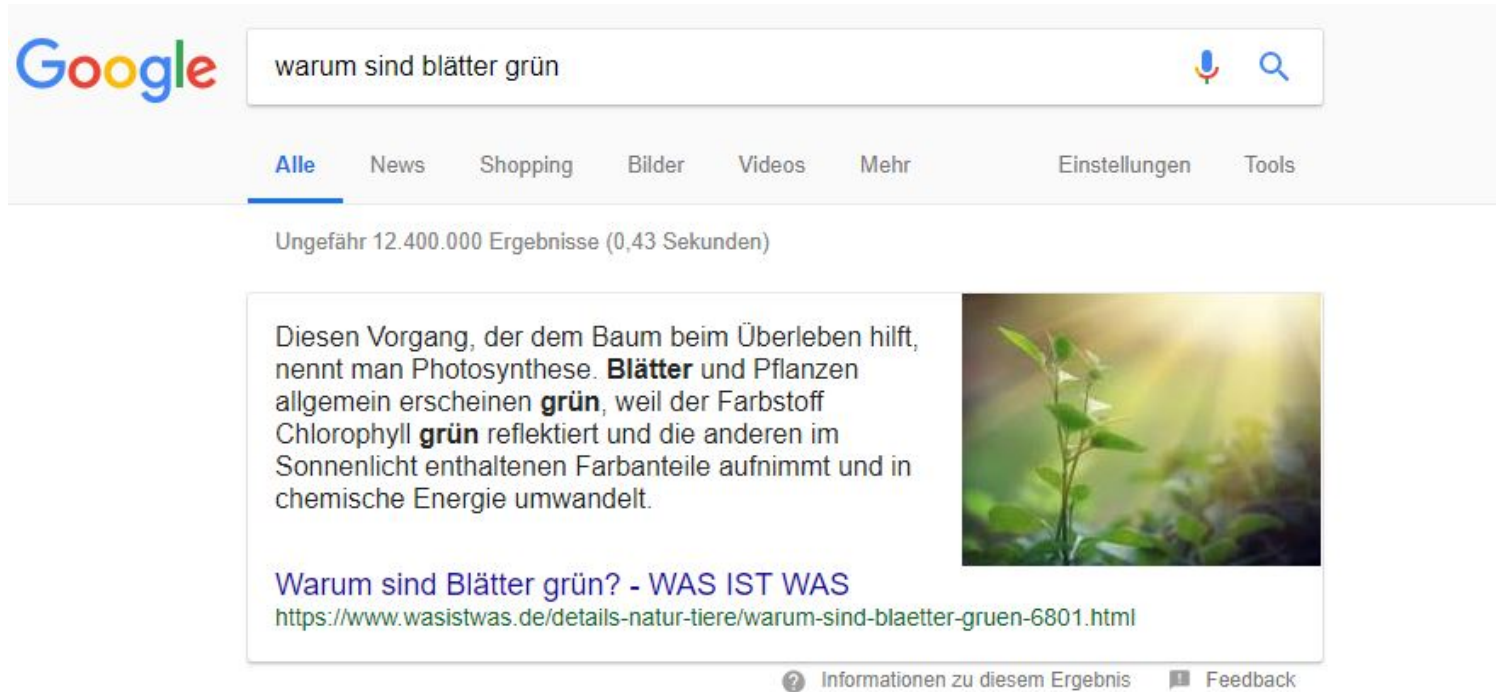 Google
warum sind blätter grün
Alle News Shopping Bilder Videos Mehr Einstellungen Tools
Ungefähr 12.400.000 Ergebnisse (0,43 Sekunden)
Diesen Vorgang, der dem Baum beim Überleben hilft,
nennt man Photosynthese. Blätter und Pflanzen
allgemein erscheinen grün, weil der Farbstoff
Chlorophyll grün reflektiert und die anderen im
Sonnenlicht enthaltenen Farbanteile aufnimmt und in
chemische Energie umwandelt.
Warum sind Blätter grün? - WAS IST WAS
https://www.wasistwas.de/details-natur-tiere/warum-sind-blaetter-gruen-6801.html
Informationen zu diesem Ergebnis Feedback